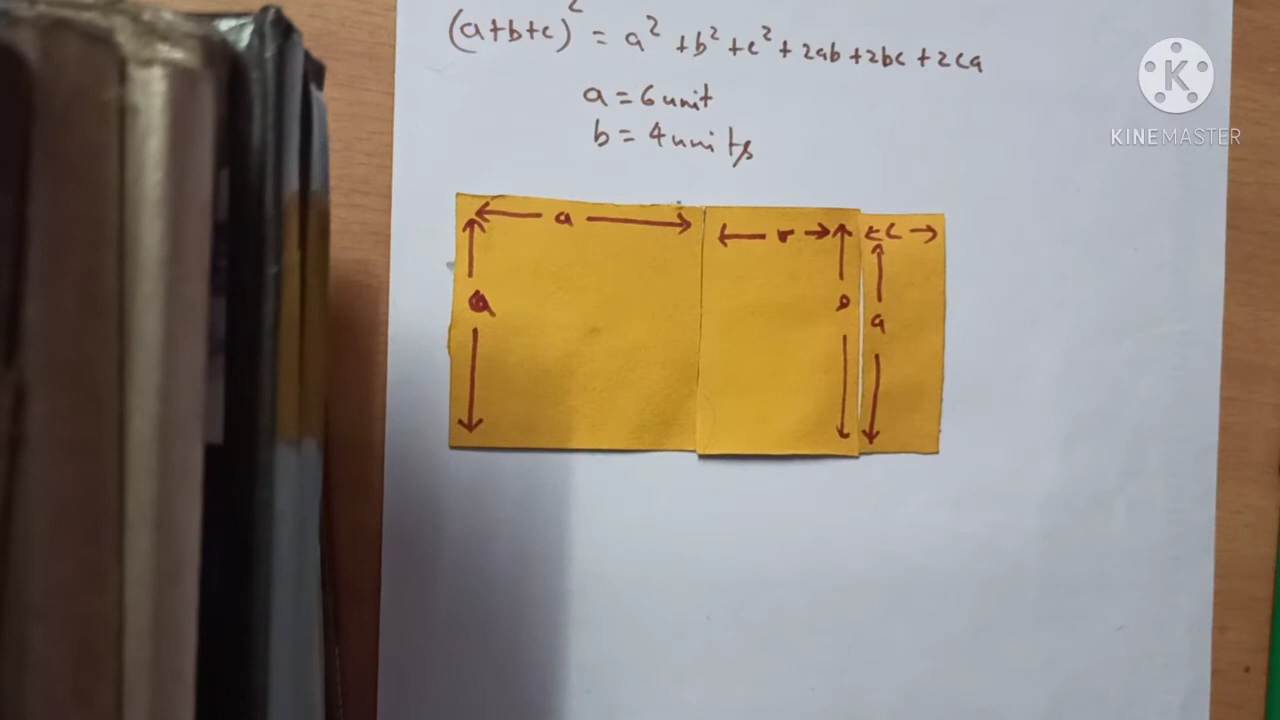 (a+b+c)² = a² + b² + c² + 2ab + 2bc + 2ca
a = 6 unit
b = 4 units
KINEMASTER
a
c
a
a